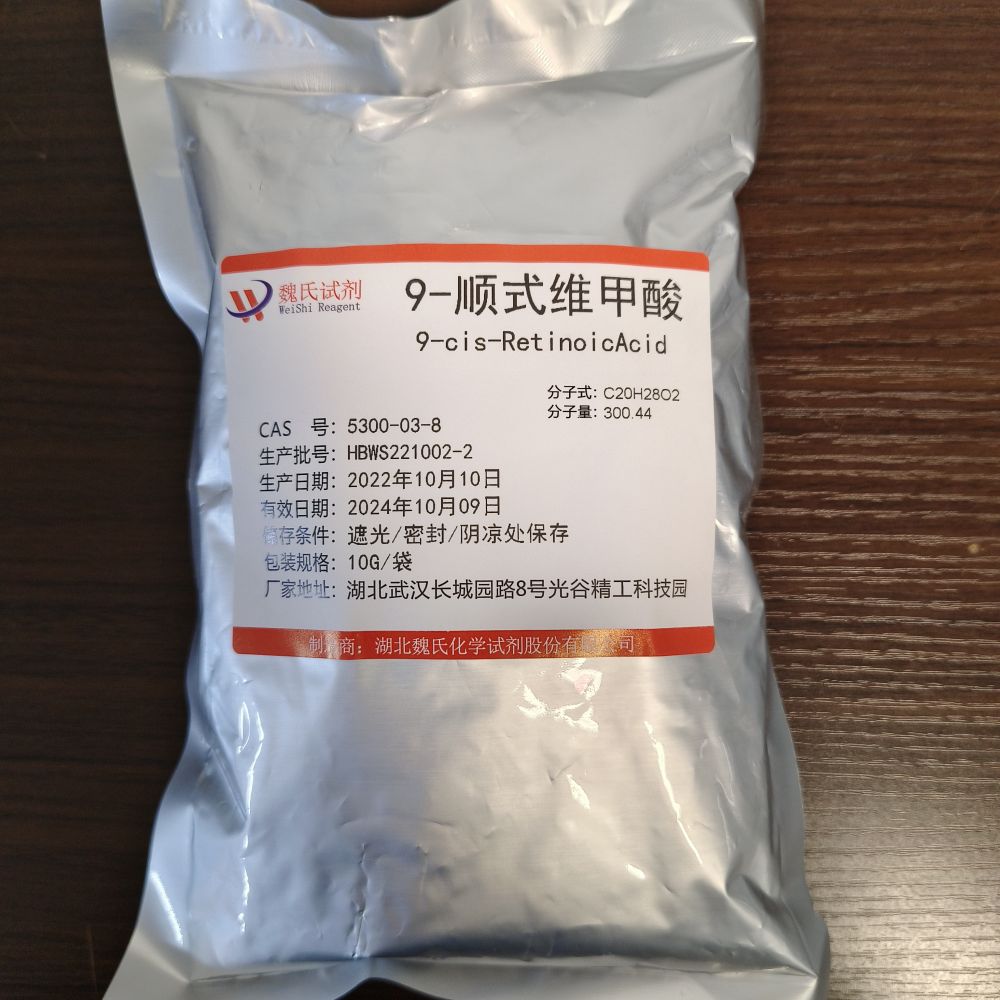 魏氏试剂
WeiShi Reagent
9-顺式维甲酸
9-cis-RetinoicAcid
分子式: C20H28O2
分子量: 300.44
CAS 号: 5300-03-8
生产批号: HBWS221002-2
生产日期: 2022年10月10日
有效日期: 2024年10月09日
储存条件: 遮光/密封/阴凉处保存
包装规格: 10G/袋
厂家地址: 湖北武汉长城园路8号光谷精工科技园
制造商: 湖北魏氏化学试剂股份有限公司